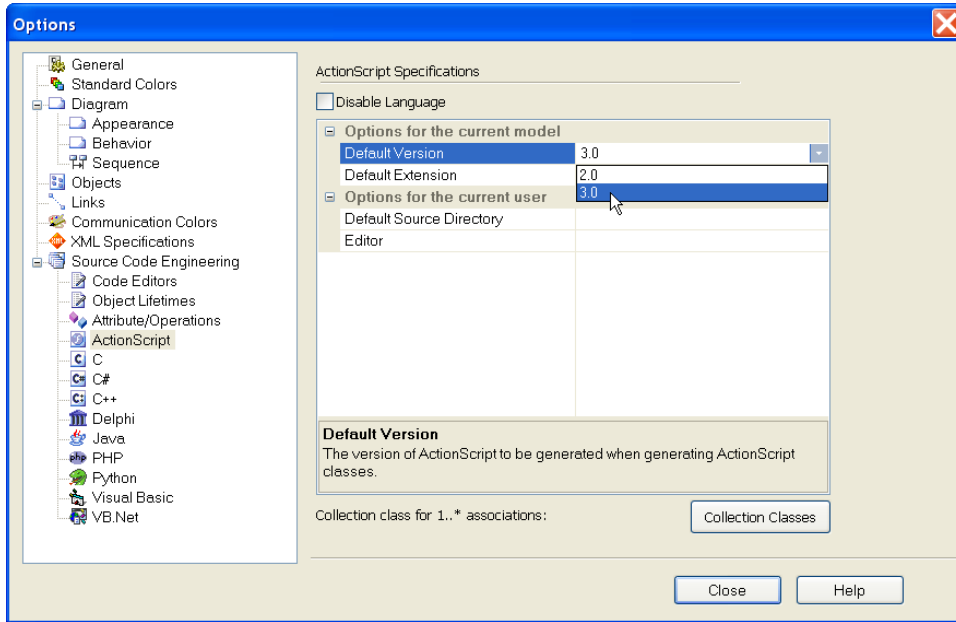 Options
General
Standard Colors
Diagram
Appearance
Behavior
Sequence
Objects
Links
Communication Colors
XML Specifications
Source Code Engineering
Code Editors
Object Lifetimes
Attribute/Operations
ActionScript
C
C#
C++
Delphi
Java
PHP
Python
Visual Basic
VB.Net
ActionScript Specifications
Disable Language
Options for the current model
Default Version 3.0
Default Extension 2.0
Options for the current user 3.0
Default Source Directory
Editor
Default Version
The version of ActionScript to be generated when generating ActionScript
classes.
Collection class for 1..* associations: Collection Classes
Close Help